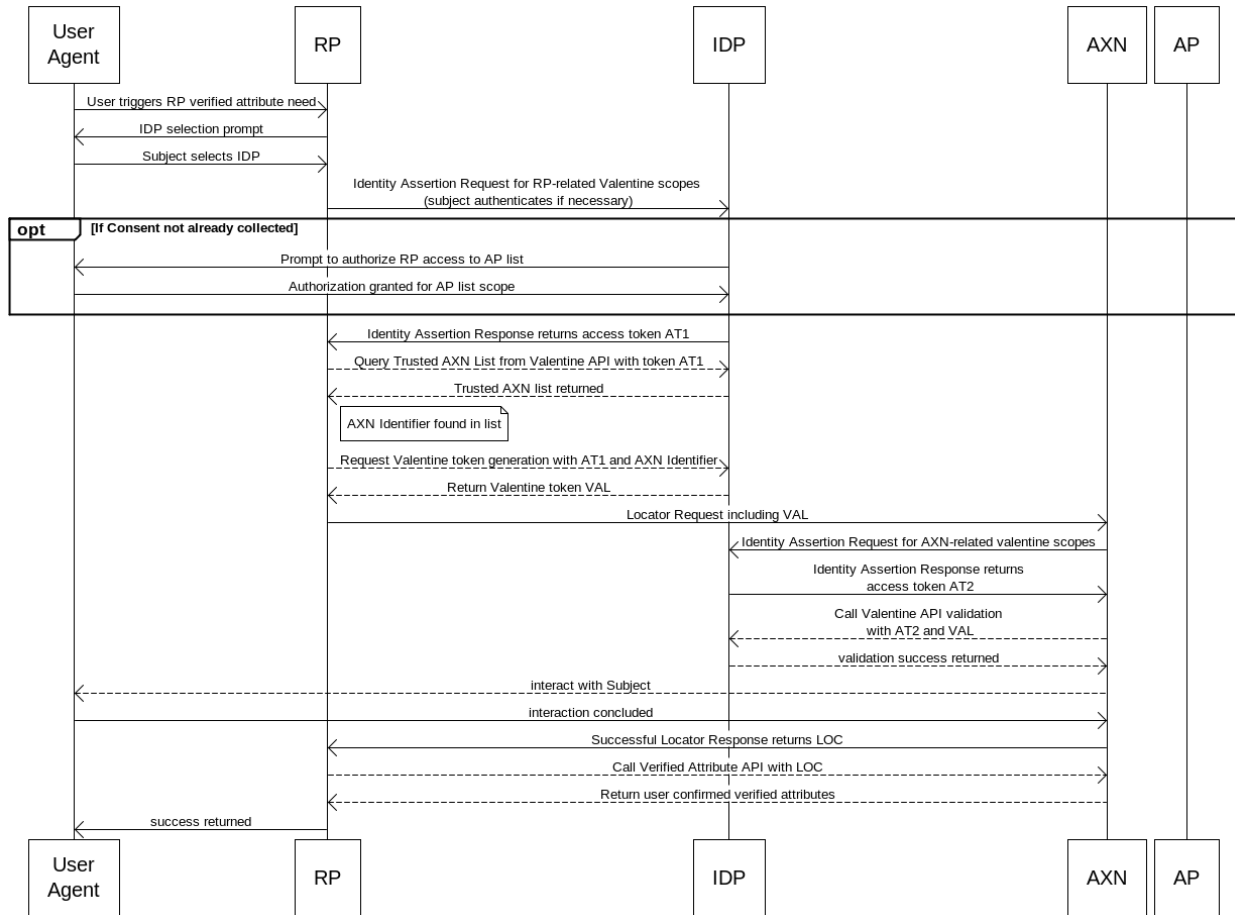 User
Agent
RP
IDP
AXN
AP
User triggers RP verified attribute need
IDP selection prompt
Subject selects IDP
Identity Assertion Request for RP-related Valentine scopes
(subject authenticates if necessary)
opt
[If Consent not already collected]
Prompt to authorize RP access to AP list
Authorization granted for AP list scope
Identity Assertion Response returns access token AT1
Query Trusted AXN List from Valentine API with token AT1
Trusted AXN list returned
AXN Identifier found in list
Request Valentine token generation with AT1 and AXN Identifier
Return Valentine token VAL
Locator Request including VAL
Identity Assertion Request for AXN-related valentine scopes
Identity Assertion Response returns
access token AT2
Call Valentine API validation
with AT2 and VAL
validation success returned
interact with Subject
interaction concluded
Successful Locator Response returns LOC
Call Verified Attribute API with LOC
Return user confirmed verified attributes
success returned
User
Agent
RP
IDP
AXN
AP